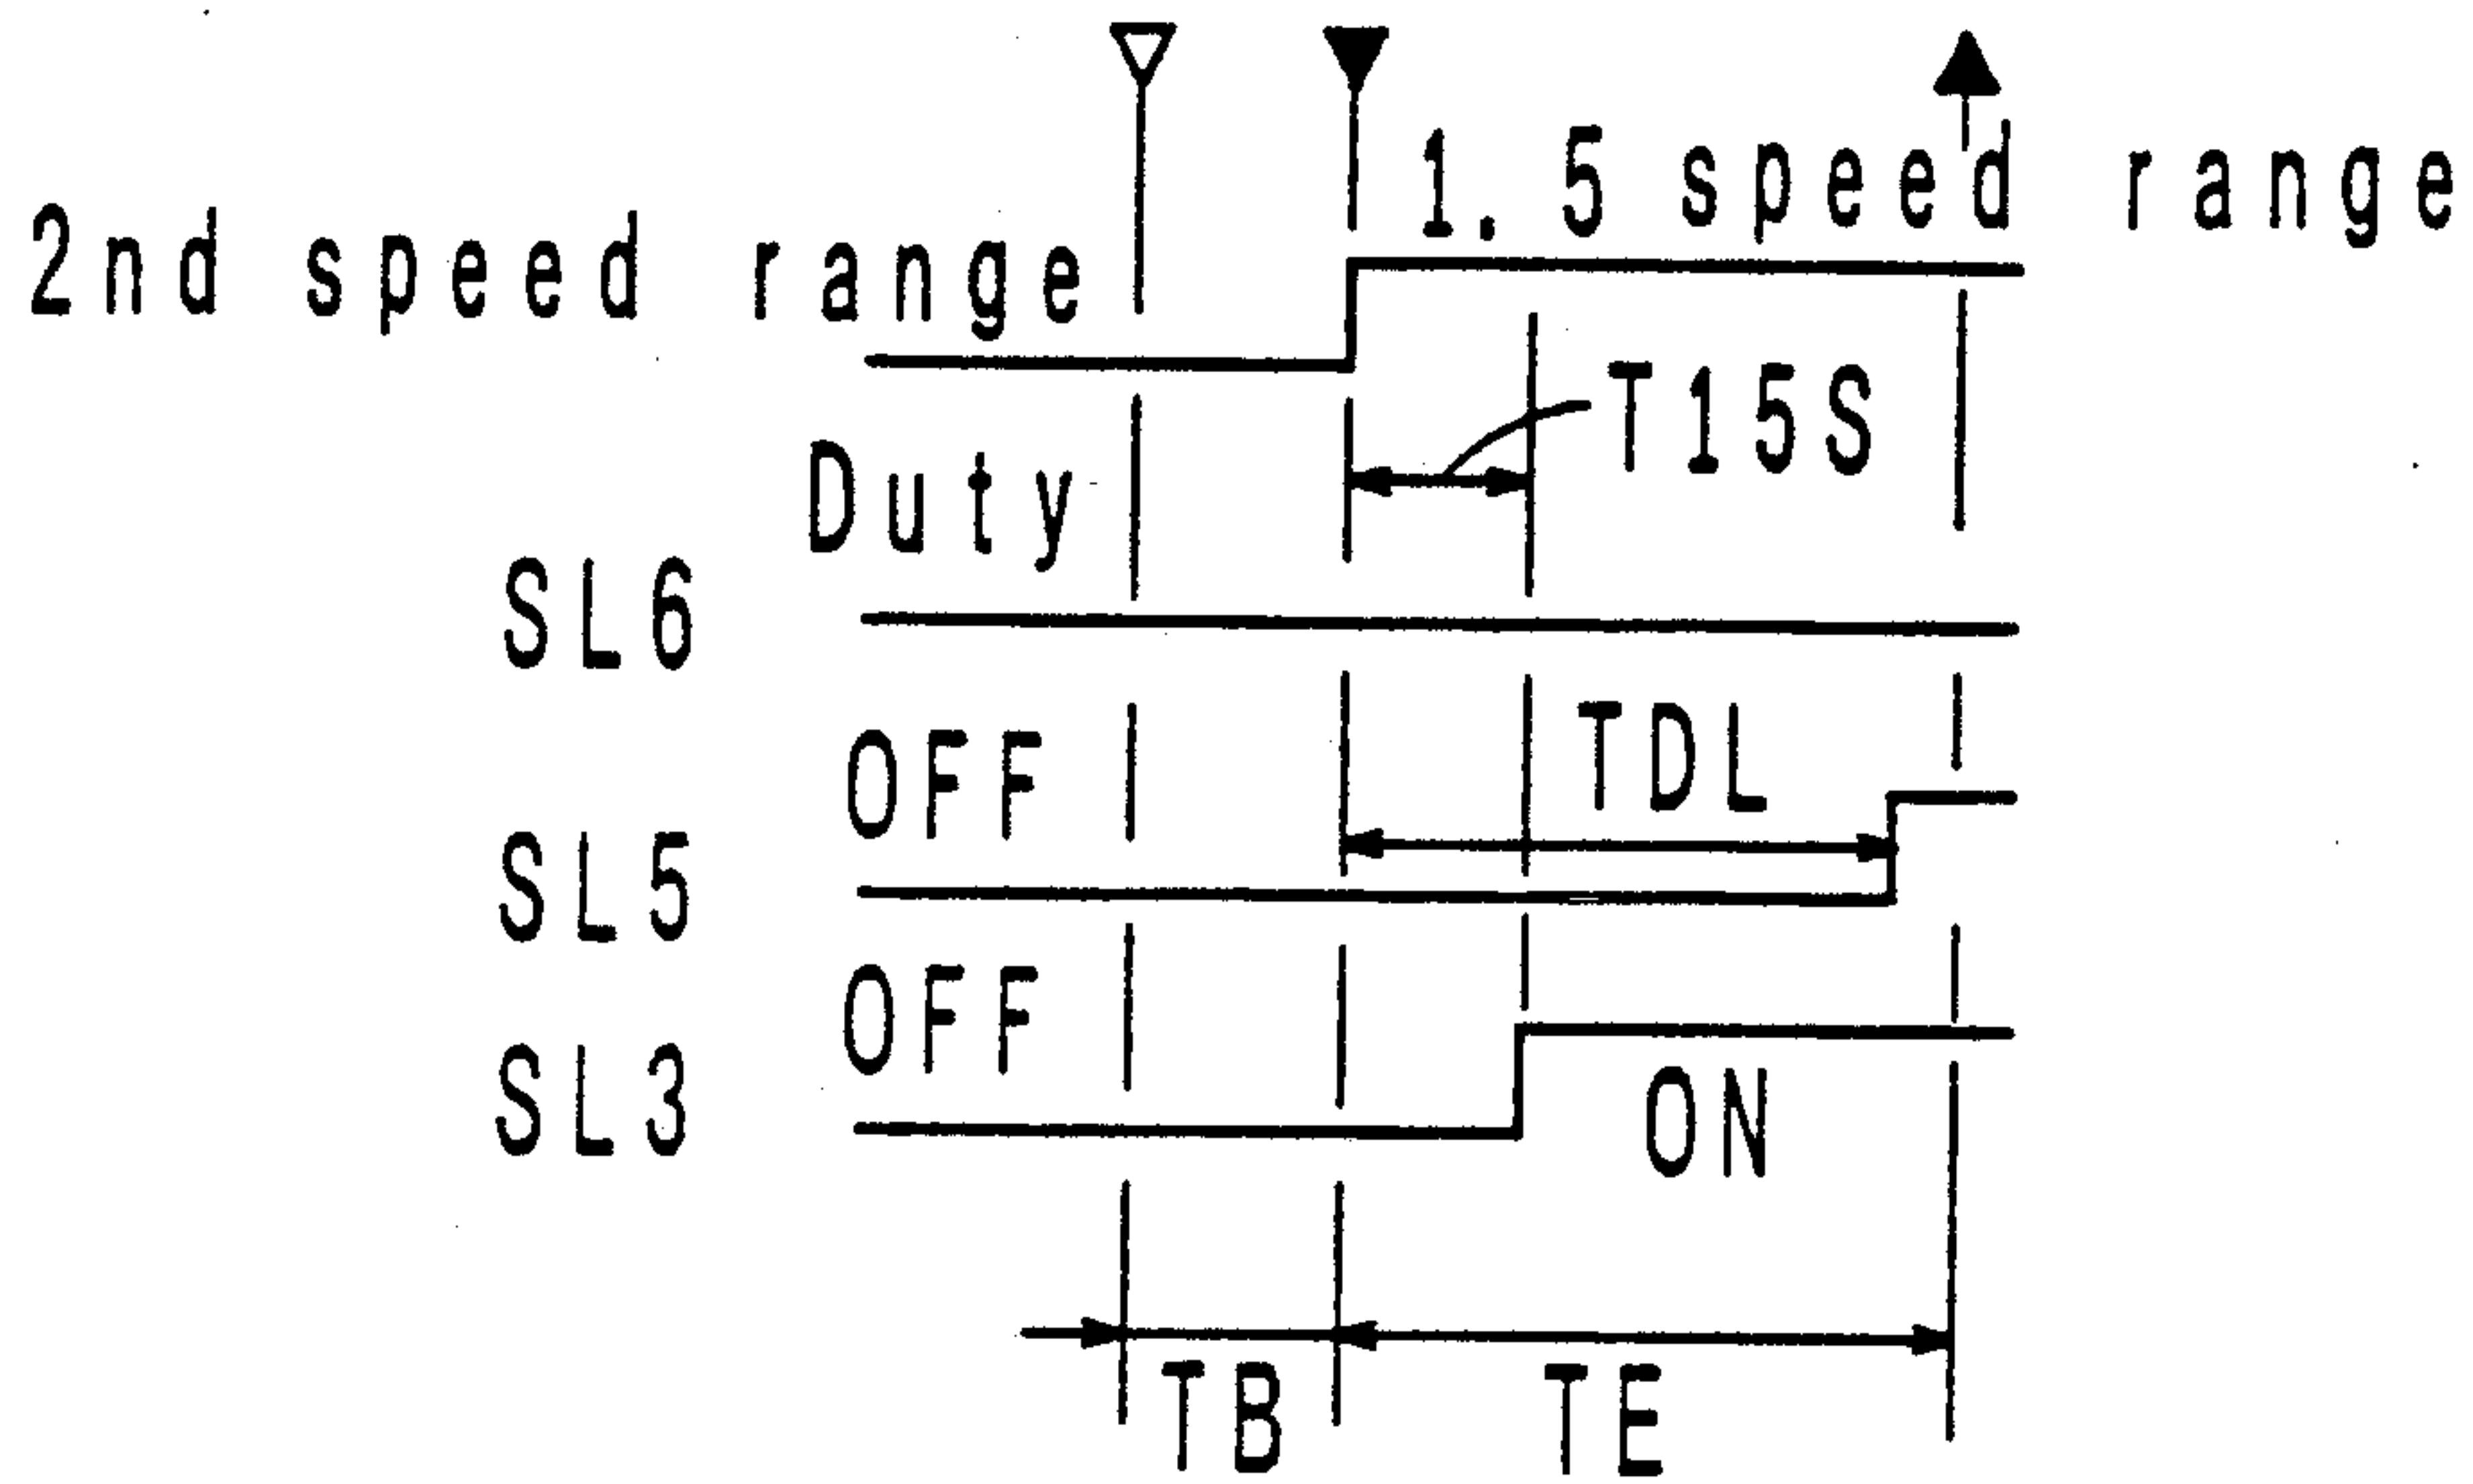 1.5 speed range
2nd speed range
T15S
Duty
SL6
TDL
OFF
SL5
OFF
SL3
ON
TB
TE